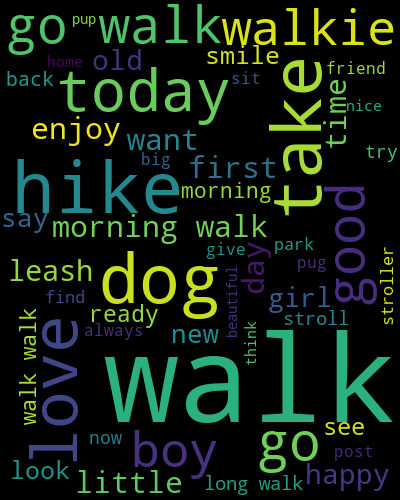 go pup walk walkie
home old smile
back today sit take friend
enjoy want time nice
hike big first try
say morning good
morning walk
leash dog give day park pug
find ready girl stroller
always new beautiful stroll
walk walk love walk think
now boy go see
look little long walk happy post